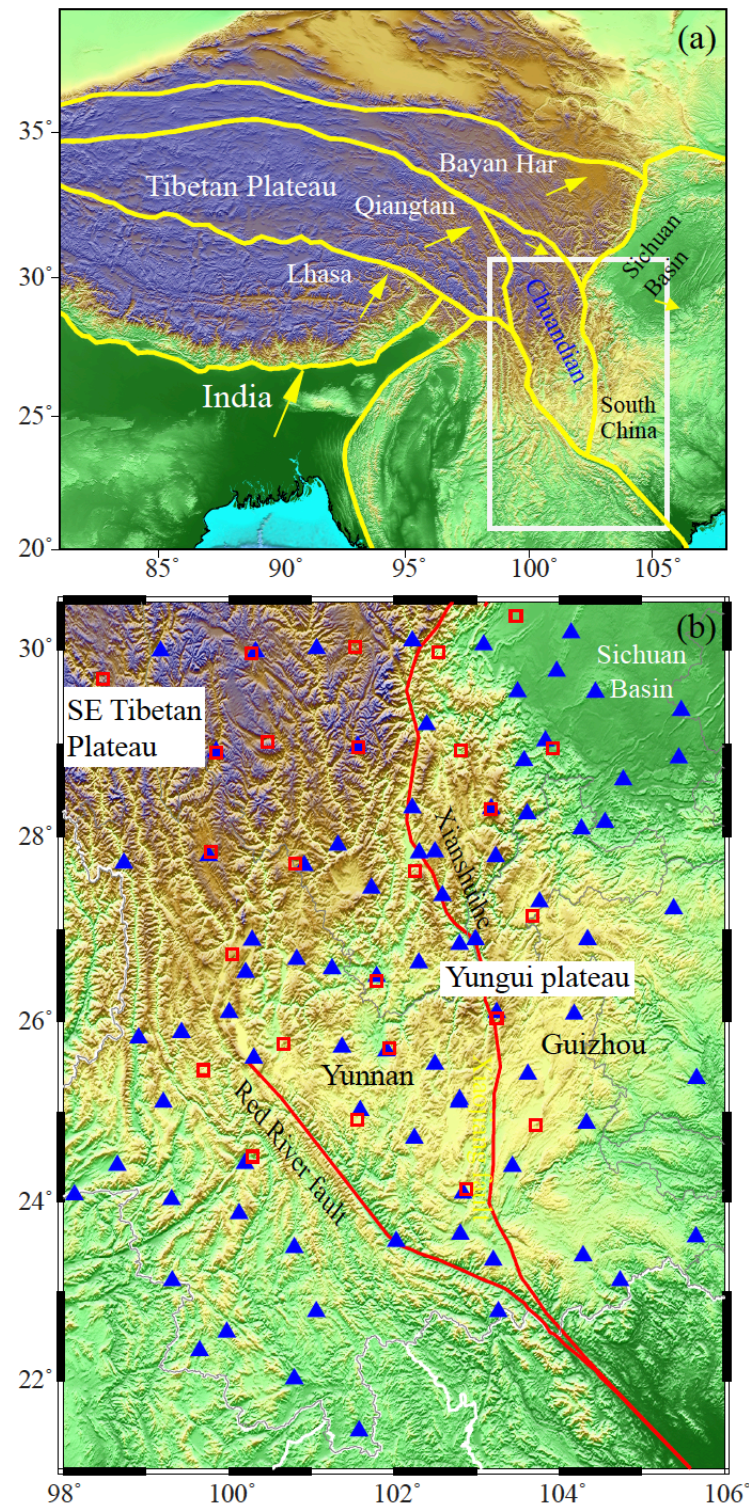 (a)
35°
Bayan Har
Tibetan Plateau
Qiangtan
Sichuan
Basin
30°
Lhasa
Chuandian
India
South
China
25°
20°
85°
90°
95°
100°
105°
(b)
30°
Sichuan
Basin
SE Tibetan
Plateau
28°
Xianshuihe
Yungui plateau
26°
Guizhou
Yunnan
Red River fault
24°
22°
98°
100°
102°
104°
106°